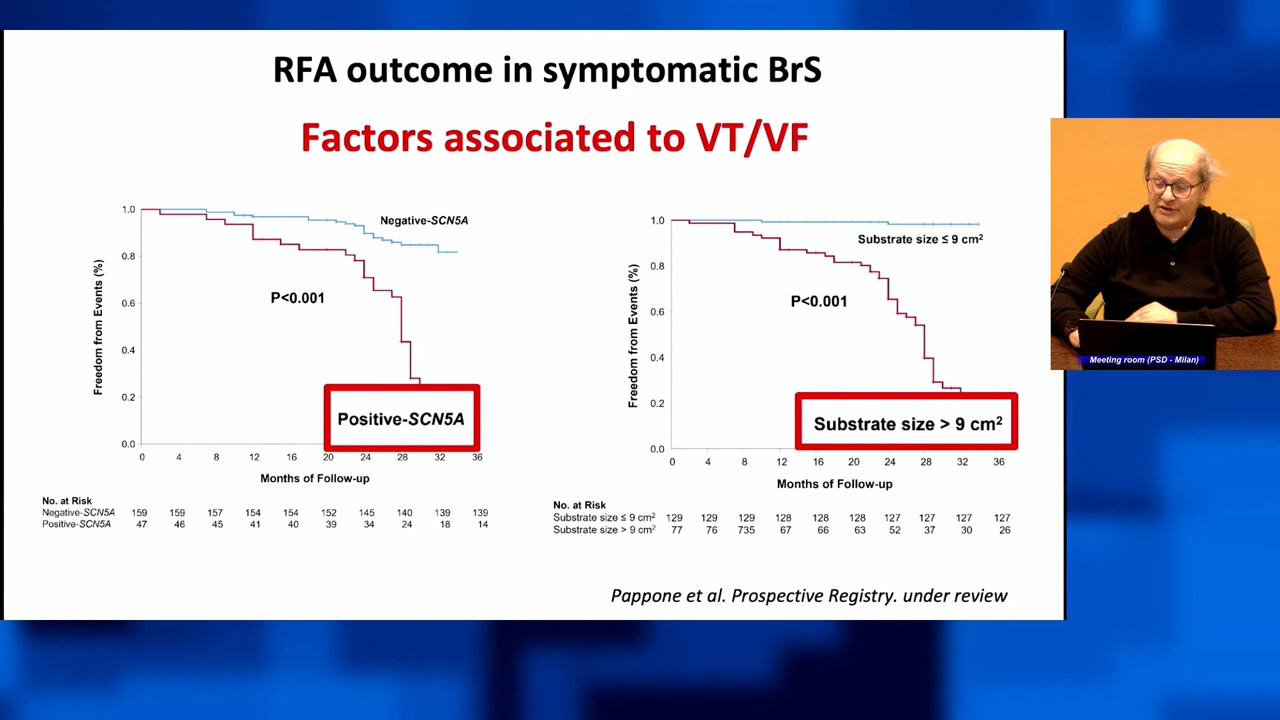 RFA outcome in symptomatic BrS
Factors associated to VT/VF
Freedom from Events (%)
1.0
0.8
0.6
0.4
0.2
0.0
Negative-SCN5A
P<0.001
Positive-SCN5A
0 4 8 12 16 20 24 28 32 36
Months of Follow-up
No. at Risk
Negative-SCN5A 159 159 157 154 154 152 145 140 139 139
Positive-SCN5A 47 46 45 41 40 39 34 24 18 14
Freedom from Events (%)
1.0
0.8
0.6
0.4
0.2
0.0
Substrate size ≤ 9 cm²
P<0.001
Substrate size > 9 cm²
0 4 8 12 16 20 24 28 32 36
Months of Follow-up
No. at Risk
Substrate size ≤ 9 cm² 129 129 129 128 128 128 127 127 127 127
Substrate size > 9 cm² 77 76 735 67 66 63 52 37 30 26
Pappone et al. Prospective Registry. under review
Meeting room (PSD - Milan)